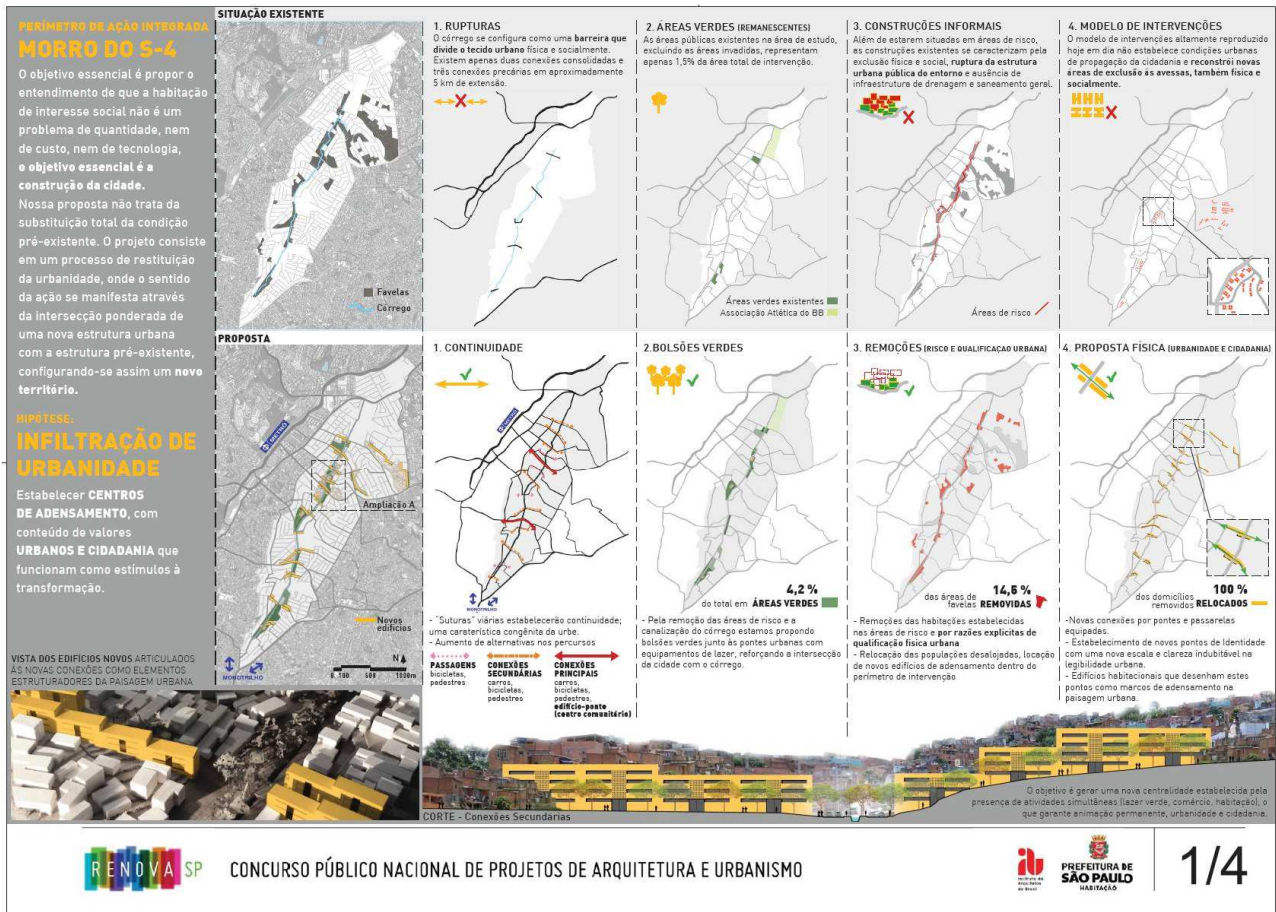 PERÍMETRO DE AÇÃO INTEGRADA
MORRO DO S-4
O objetivo essencial é propor o
entendimento de que a habitação
de interesse social não é um
problema de quantidade, nem
de custo, nem de tecnologia,
o objetivo essencial é a
construção da cidade.
Nossa proposta não trata da
substituição total da condição
pré-existente. O projeto consiste
em um processo de restituição
da urbanidade, onde o sentido
da ação se manifesta através
da intersecção ponderada de
uma nova estrutura urbana
com a estrutura pré-existente,
configurando-se assim um novo
território.
HIPÓTESE:
INFILTRAÇÃO DE
URBANIDADE
Estabelecer CENTROS
DE ADENSAMENTO, com
conteúdo de valores
URBANOS E CIDADANIA que
funcionam como estímulos à
transformação.
VISTA DOS EDIFÍCIOS NOVOS ARTICULADOS
ÀS NOVAS CONEXÕES COMO ELEMENTOS
ESTRUTURADORES DA PAISAGEM URBANA
SITUAÇÃO EXISTENTE
Favelas
Córrego
1. RUPTURAS
O córrego se configura como uma barreira que
divide o tecido urbano física e socialmente.
Existem apenas duas conexões consolidadas e
três conexões precárias em aproximadamente
5 km de extensão.
2. ÁREAS VERDES (REMANESCENTES)
As áreas públicas existentes na área de estudo,
excluindo as áreas invadidas, representam
apenas 1,5% da área total de intervenção.
Áreas verdes existentes
Associação Atlética do BB
3. CONSTRUÇÕES INFORMAIS
Além de estarem situadas em áreas de risco,
as construções existentes se caracterizam pela
exclusão física e social, ruptura da estrutura
urbana pública do entorno e ausência de
infraestrutura de drenagem e saneamento geral.
Áreas de risco
4. MODELO DE INTERVENÇÕES
O modelo de intervenções altamente reproduzido
hoje em dia não estabelece condições urbanas
de propagação da cidadania e reconstrói novas
áreas de exclusão às avessas, também física e
socialmente.
PROPOSTA
METRÔ
Ampliação A
Novos
edifícios
MONOTRILHO
N
0 100 500 1000m
1. CONTINUIDADE
METRÔ
MONOTRILHO
- "Suturas" viárias estabelecerão continuidade;
uma caraterística congênita da urbe.
- Aumento de alternativas nos percursos
PASSAGENS
bicicletas,
pedestres
CONEXÕES
SECUNDÁRIAS
carros,
bicicletas,
pedestres
CONEXÕES
PRINCIPAIS
carros,
bicicletas,
pedestres,
edifício-ponte
(centro comunitário)
2.BOLSÕES VERDES
4,2 %
do total em ÁREAS VERDES
- Pela remoção das áreas de risco e a
canalização do córrego estamos propondo
bolsões verdes junto às pontes urbanas com
equipamentos de lazer, reforçando a intersecção
da cidade com o córrego.
3. REMOÇÕES (RISCO E QUALIFICAÇAO URBANA)
14,5 %
das áreas de
favelas REMOVIDAS
- Remoções das habitações estabelecidas
nas áreas de risco e por razões explicitas de
qualificação física urbana
- Relocação das populações desalojadas, locação
de novos edifícios de adensamento dentro do
perímetro de intervenção
4. PROPOSTA FÍSICA (URBANIDADE E CIDADANIA)
100 %
dos domicílios
removidos RELOCADOS
-Novas conexões por pontes e passarelas
equipadas.
- Estabelecimento de novos pontos de Identidade
com uma nova escala e clareza indubitável na
legibilidade urbana.
- Edifícios habitacionais que desenham estes
pontos como marcos de adensamento na
paisagem urbana.
O objetivo é gerar uma nova centralidade estabelecida pela
presença de atividades simultâneas (lazer verde, comércio, habitação), o
que garante animação permanente, urbanidade e cidadania.
CORTE - Conexões Secundárias
RENOVA SP
CONCURSO PÚBLICO NACIONAL DE PROJETOS DE ARQUITETURA E URBANISMO
Instituto de
Arquitetos
do Brasil
PREFEITURA DE
SÃO PAULO
HABITAÇÃO
1/4